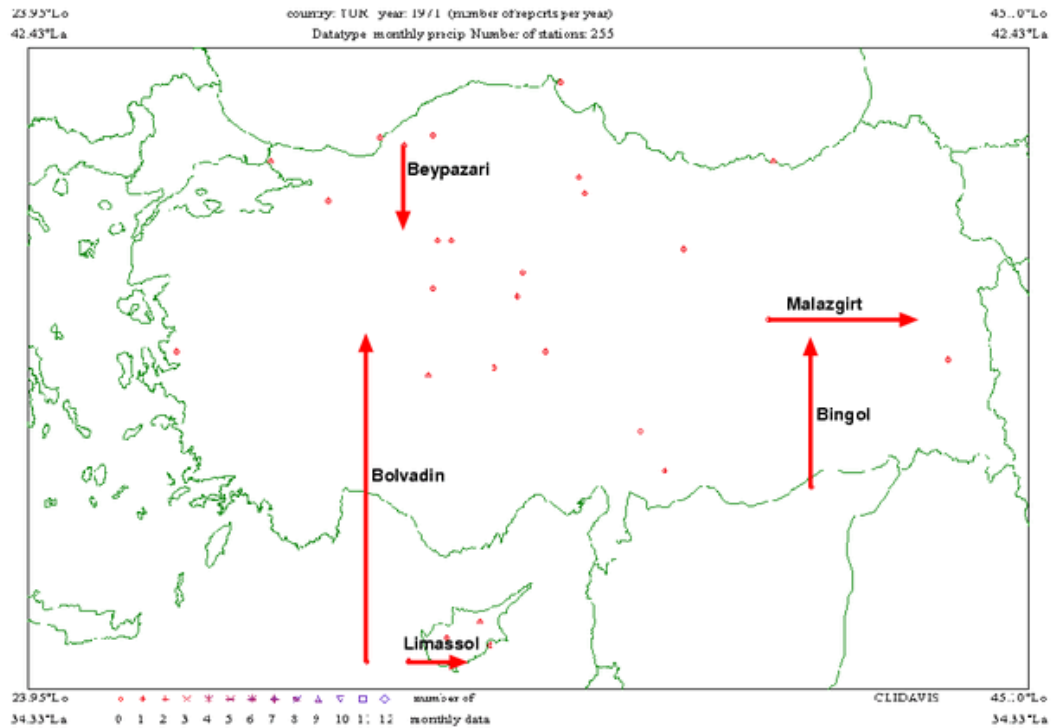 23.95°Lo country: TUR year: 1971 (number of reports per year) 45.10°Lo
42.43°La Datatype monthly precip Number of stations: 255 42.43°La
Beypazari
Malazgirt
Bingol
Bolvadin
Limassol
23.95°Lo number of CLIDAVIS 45.10°Lo
34.33°La 0 1 2 3 4 5 6 7 8 9 10 11 12 monthly data 34.33°La